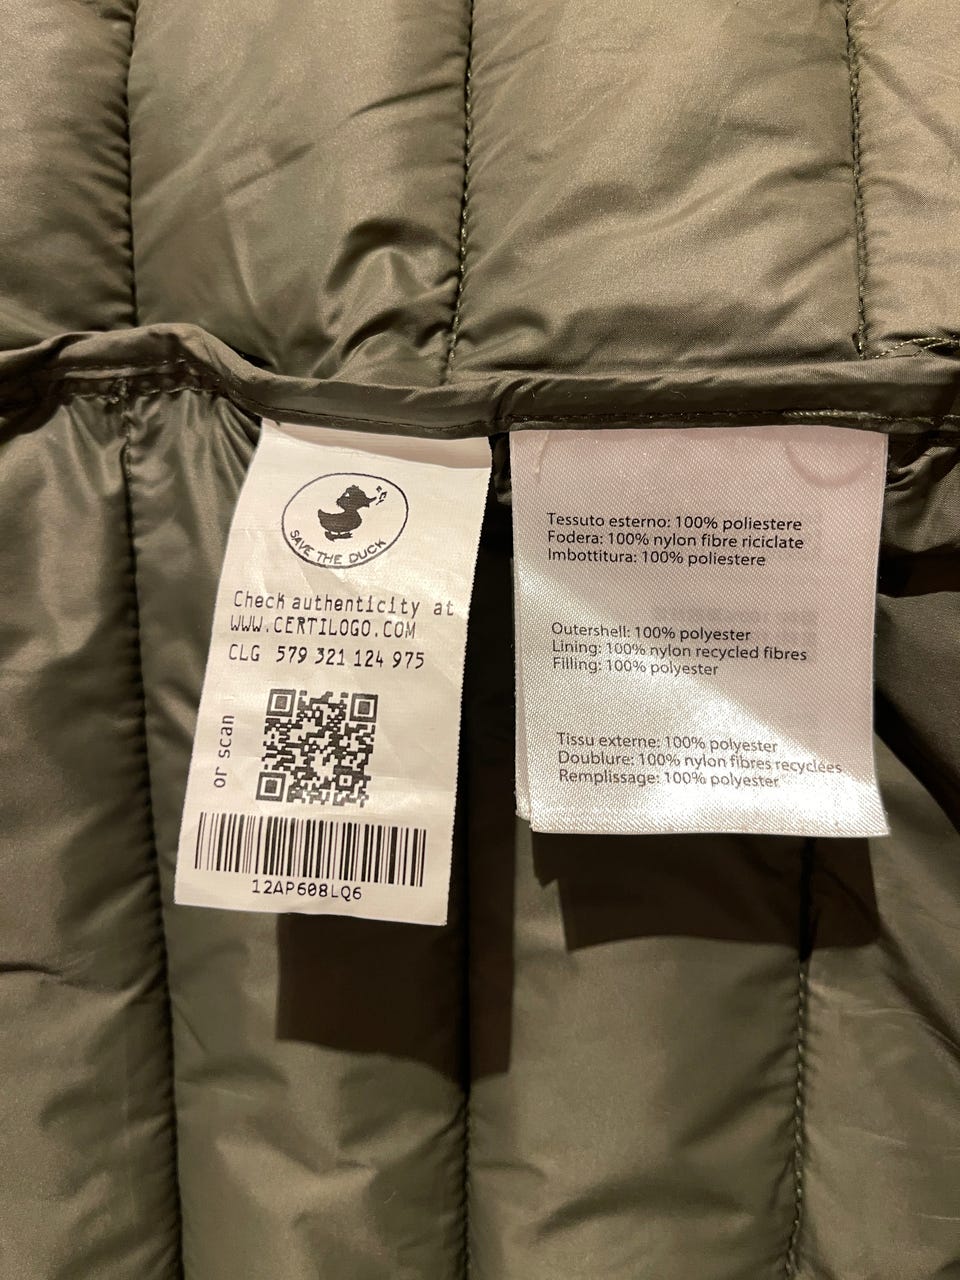 SAVE THE DUCK
Check authenticity at
WWW.CERTILOGO.COM
CLG 579 321 124 975
or scan
12AP608LQ6
Tessuto esterno: 100% poliestere
Fodera: 100% nylon fibre riciclate
Imbottitura: 100% poliestere
Outershell: 100% polyester
Lining: 100% nylon recycled fibres
Filling: 100% polyester
Tissu externe: 100% polyester
Doublure: 100% nylon fibres recyclées
Remplissage: 100% polyester